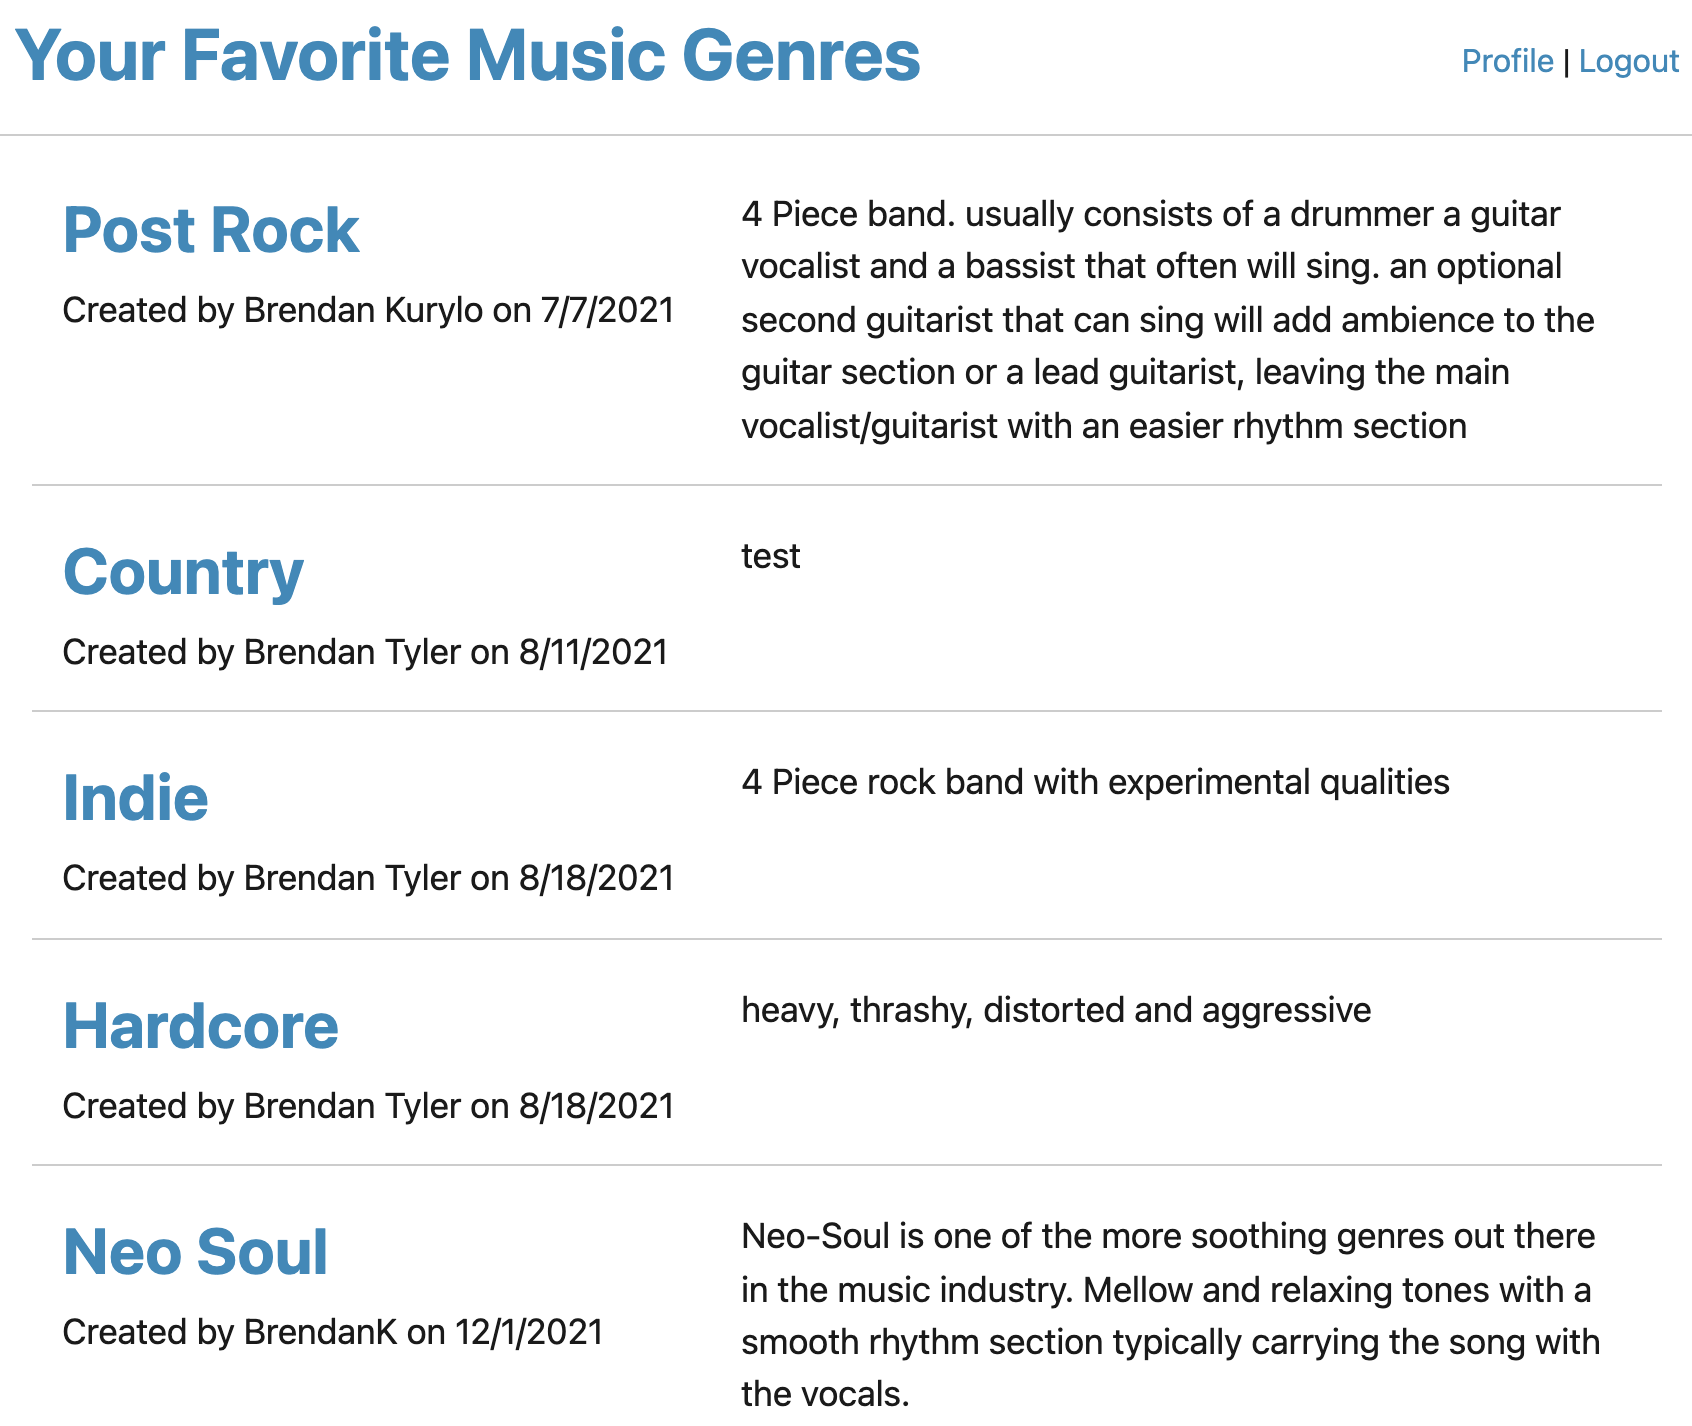 Your Favorite Music Genres
Profile | Logout
Post Rock
Created by Brendan Kurylo on 7/7/2021
4 Piece band. usually consists of a drummer a guitar
vocalist and a bassist that often will sing. an optional
second guitarist that can sing will add ambience to the
guitar section or a lead guitarist, leaving the main
vocalist/guitarist with an easier rhythm section
Country
Created by Brendan Tyler on 8/11/2021
test
Indie
Created by Brendan Tyler on 8/18/2021
4 Piece rock band with experimental qualities
Hardcore
Created by Brendan Tyler on 8/18/2021
heavy, thrashy, distorted and aggressive
Neo Soul
Created by BrendanK on 12/1/2021
Neo-Soul is one of the more soothing genres out there
in the music industry. Mellow and relaxing tones with a
smooth rhythm section typically carrying the song with
the vocals.